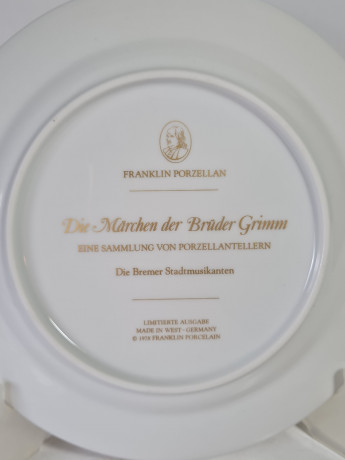 FRANKLIN PORZELLAN
Die Märchen der Brüder Grimm
EINE SAMMLUNG VON PORZELLANTELLERN
Die Bremer Stadtmusikanten
LIMITIERTE AUSGABE
MADE IN WEST - GERMANY
© 1978 FRANKLIN PORCELAIN